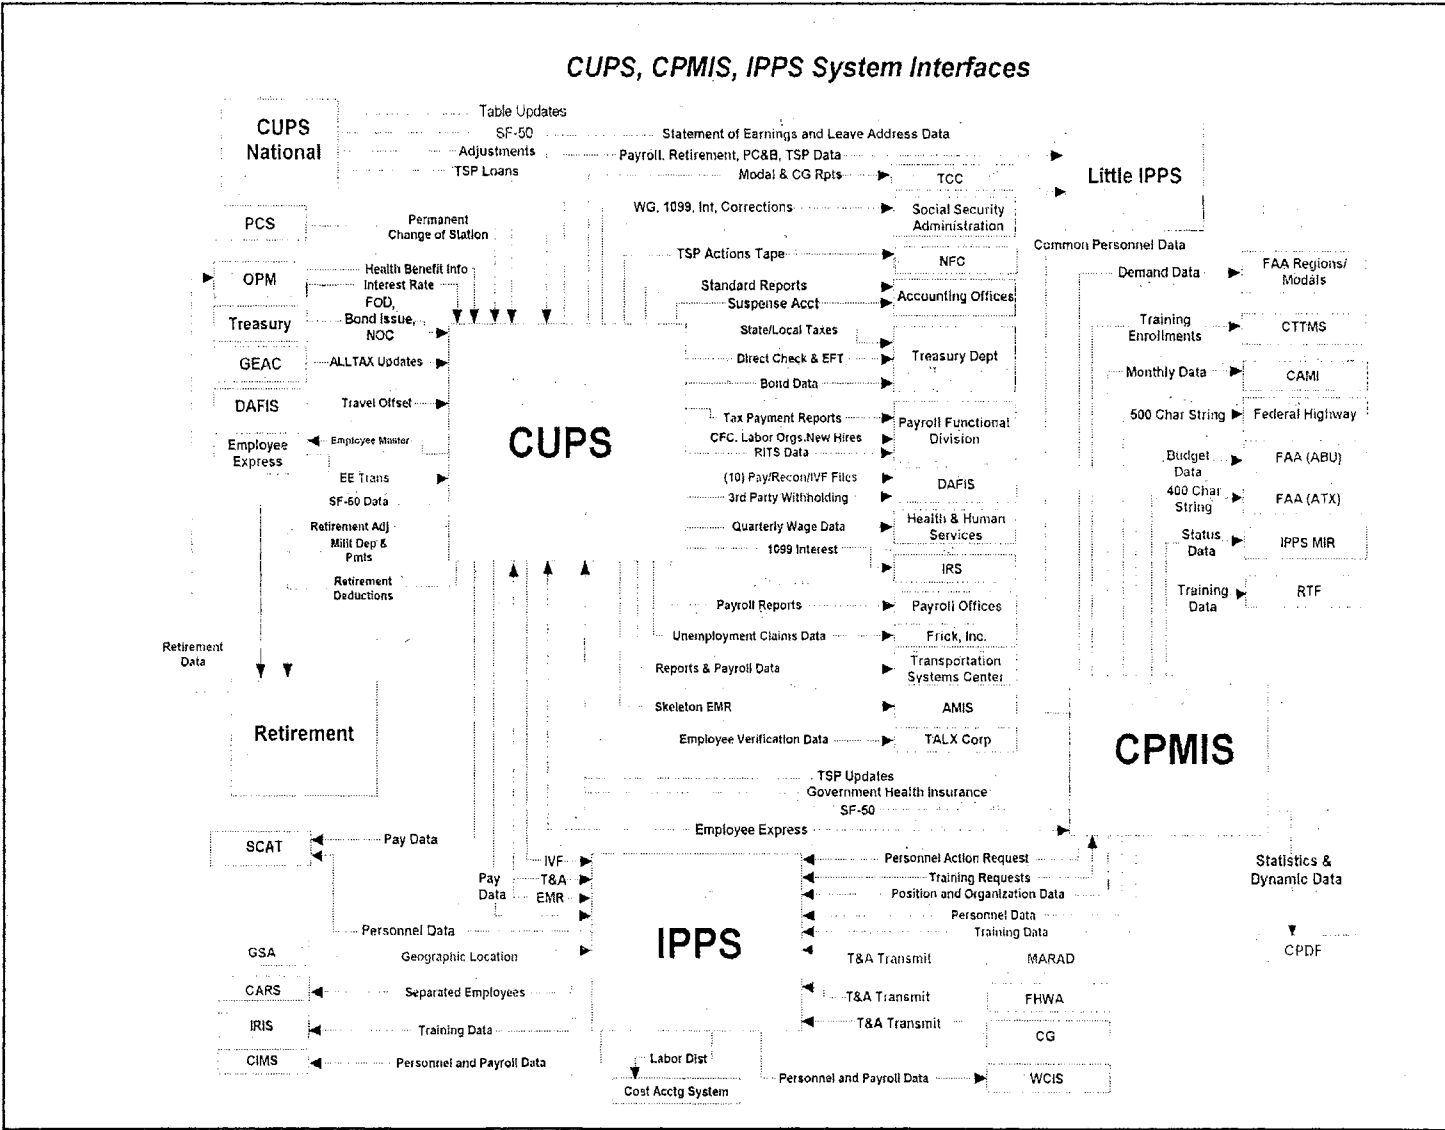 CUPS, CPMIS, IPPS System Interfaces
CUPS
National
Table Updates
SF-50
Adjustments
TSP Loans
Statement of Earnings and Leave Address Data
Payroll, Retirement, PC&B, TSP Data
Modal & CG Rpts
TCC
Little IPPS
WG, 1099, Int, Corrections
Social Security
Administration
PCS
Permanent
Change of Station
TSP Actions Tape
NFC
Common Personnel Data
OPM
Health Benefit Info
Interest Rate
Standard Reports
Suspense Acct
Accounting Offices
Demand Data
FAA Regions/
Modals
Treasury
FOD,
Bond Issue,
NOC
State/Local Taxes
Direct Check & EFT
Bond Data
Treasury Dept
Training
Enrollments
CTTMS
GEAC
ALLTAX Updates
Monthly Data
CAMI
DAFIS
Travel Offset
CUPS
Tax Payment Reports
CFC, Labor Orgs.New Hires
RITS Data
Payroll Functional
Division
500 Char String
Federal Highway
Employee
Express
Employee Master
EE Trans
SF-50 Data
Budget
Data
FAA (ABU)
(10) Pay/Recon/IVF Files
3rd Party Withholding
DAFIS
400 Char
String
FAA (ATX)
Retirement Adj
Milit Dep &
Pmts
Quarterly Wage Data
Health & Human
Services
Status
Data
IPPS MIR
1099 Interest
IRS
Retirement
Deductions
Training
Data
RTF
Payroll Reports
Payroll Offices
Unemployment Claims Data
Frick, Inc.
Retirement
Data
Reports & Payroll Data
Transportation
Systems Center
Skeleton EMR
AMIS
Retirement
Employee Verification Data
TALX Corp
CPMIS
TSP Updates
Government Health Insurance
SF-50
Employee Express
SCAT
Pay Data
IVF
T&A
EMR
Pay
Data
Personnel Action Request
Training Requests
Position and Organization Data
Personnel Data
Training Data
Statistics &
Dynamic Data
CPDF
IPPS
Personnel Data
GSA
Geographic Location
T&A Transmit
MARAD
CARS
Separated Employees
T&A Transmit
FHWA
IRIS
Training Data
T&A Transmit
CG
CIMS
Personnel and Payroll Data
Labor Dist
Cost Acctg System
Personnel and Payroll Data
WCIS